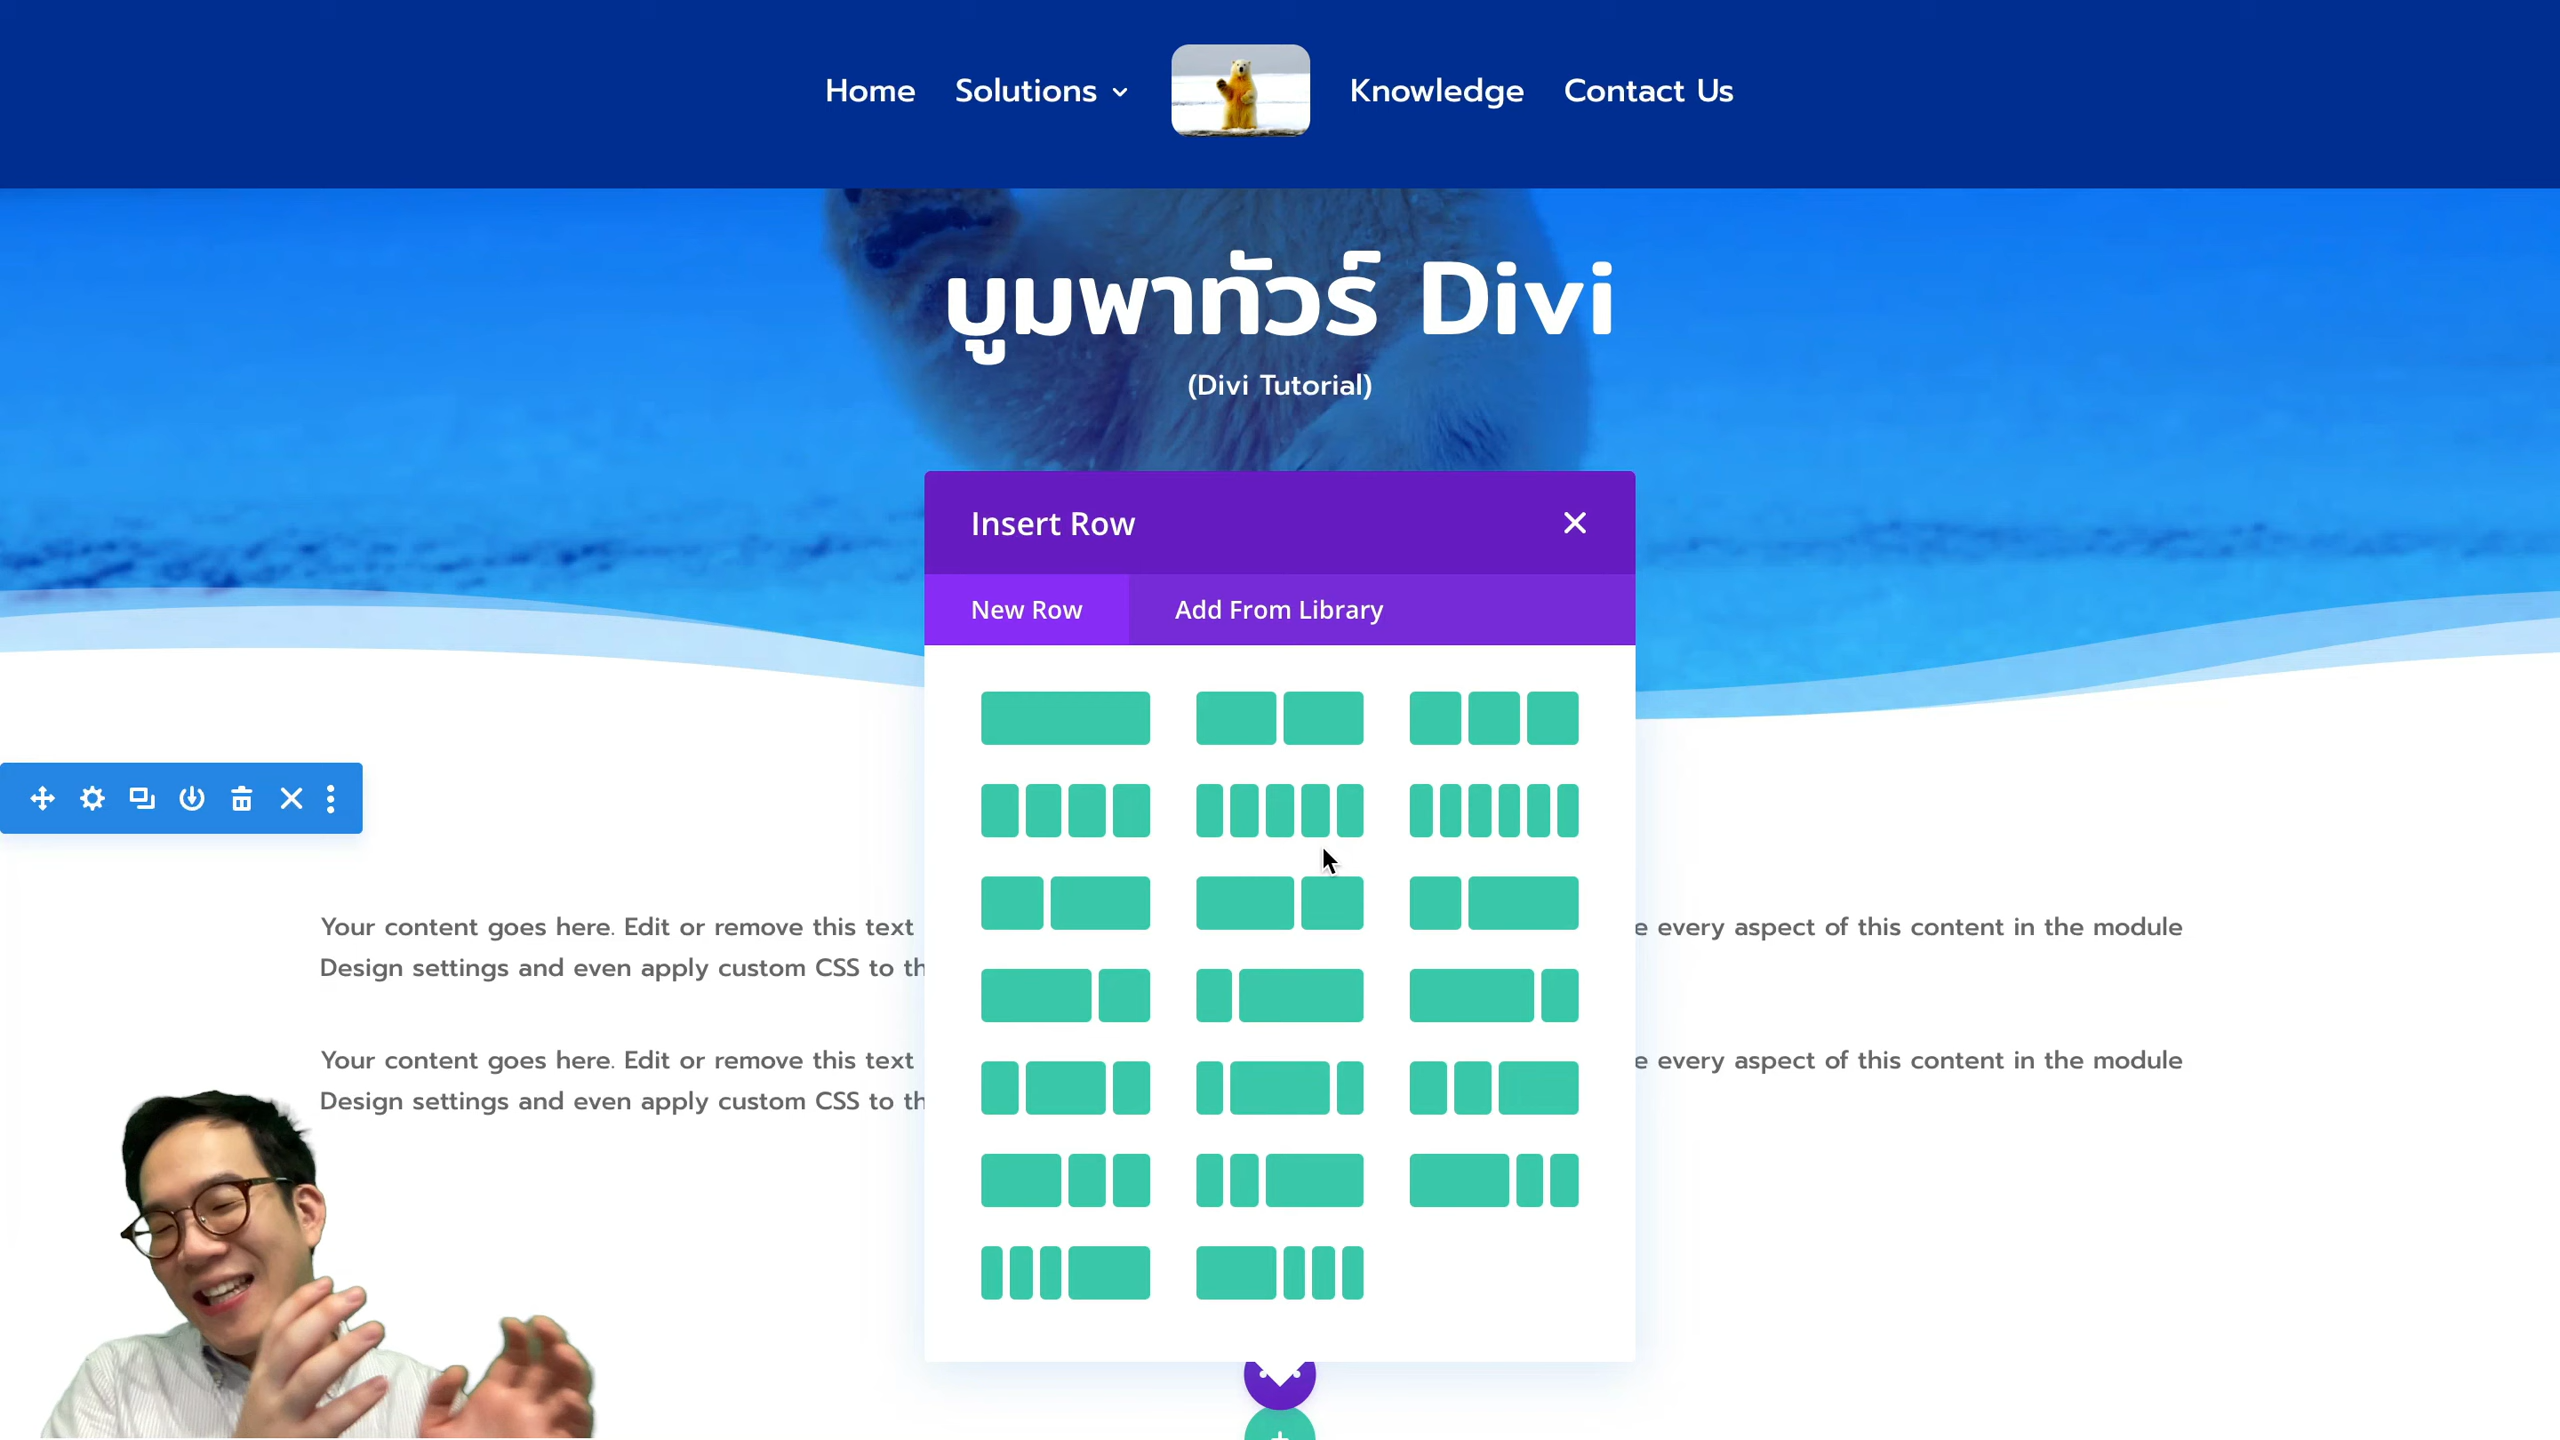 Home Solutions Knowledge Contact Us
บูมพาทัวร์ Divi
(Divi Tutorial)
Insert Row
New Row Add From Library
Your content goes here. Edit or remove this text
e every aspect of this content in the module
Design settings and even apply custom CSS to th
Your content goes here. Edit or remove this text
e every aspect of this content in the module
Design settings and even apply custom CSS to th